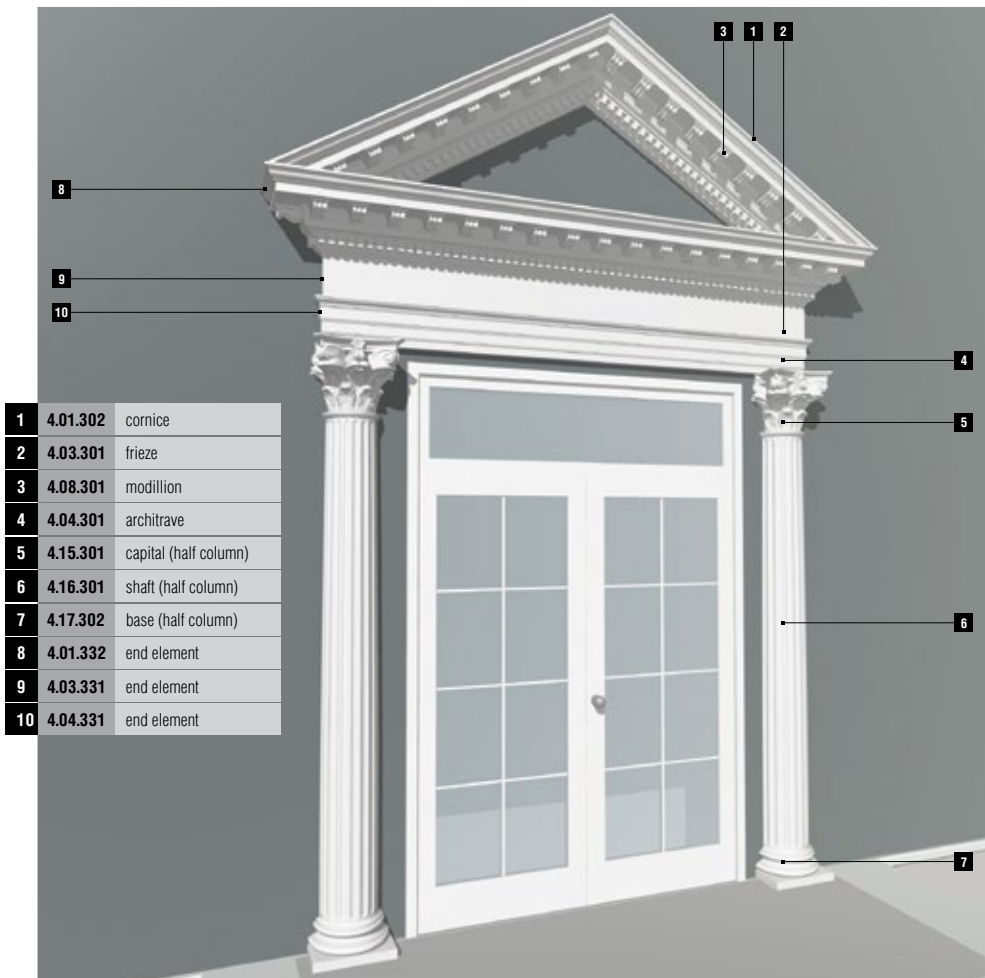 3 1 2
8
9
10
4
1 4.01.302 cornice
5
2 4.03.301 frieze
3 4.08.301 modillion
4 4.04.301 architrave
5 4.15.301 capital (half column)
6 4.16.301 shaft (half column)
7 4.17.302 base (half column)
6
8 4.01.332 end element
9 4.03.331 end element
10 4.04.331 end element
7